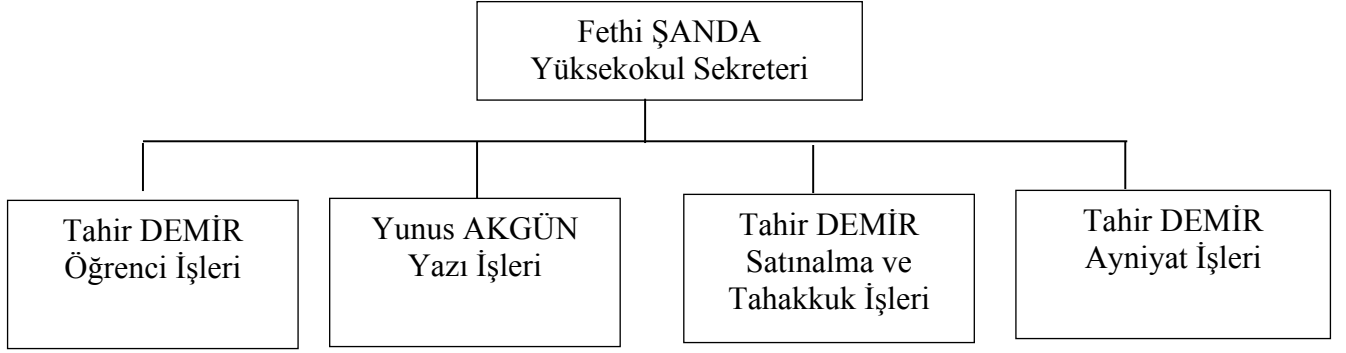 Fethi ŞANDA
Yüksekokul Sekreteri
Tahir DEMİR
Öğrenci İşleri
Yunus AKGÜN
Yazı İşleri
Tahir DEMİR
Satınalma ve
Tahakkuk İşleri
Tahir DEMİR
Ayniyat İşleri